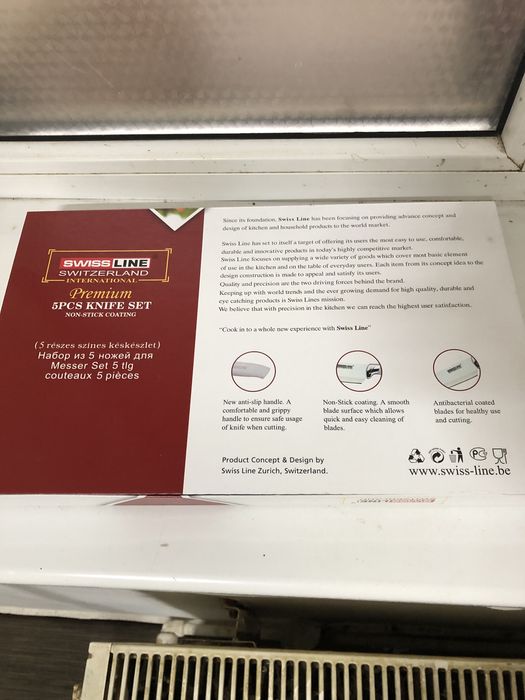 SWISS LINE
SWITZERLAND
INTERNATIONAL
Premium
5PCS KNIFE SET
NON-STICK COATING
(5 részes színes késkészlet)
Набор из 5 ножей для
Messer Set 5 tlg
couteaux 5 pièces
Since its foundation, Swiss Line has been focusing on providing advance concept and
design of kitchen and household products to the world market.
Swiss Line has set to itself a target of offering its users the most easy to use, comfortable,
durable and innovative products in today's highly competitive market.
Swiss Line focuses on supplying a wide variety of goods which cover most basic element
of use in the kitchen and on the table of everyday users. Each item from its concept idea to the
design construction is made to appeal and satisfy its users.
Quality and precision are the two driving forces behind the brand.
Keeping up with world trends and the ever growing demand for high quality, durable and
eye catching products is Swiss Lines mission.
We believe that with precision in the kitchen we can reach the highest user satisfaction.
"Cook in to a whole new experience with Swiss Line"
New anti-slip handle. A
comfortable and grippy
handle to ensure safe usage
of knife when cutting.
Non-Stick coating. A smooth
blade surface which allows
quick and easy cleaning of
blades.
Antibacterial coated
blades for healthy use
and cutting.
Product Concept & Design by
Swiss Line Zurich, Switzerland.
www.swiss-line.be